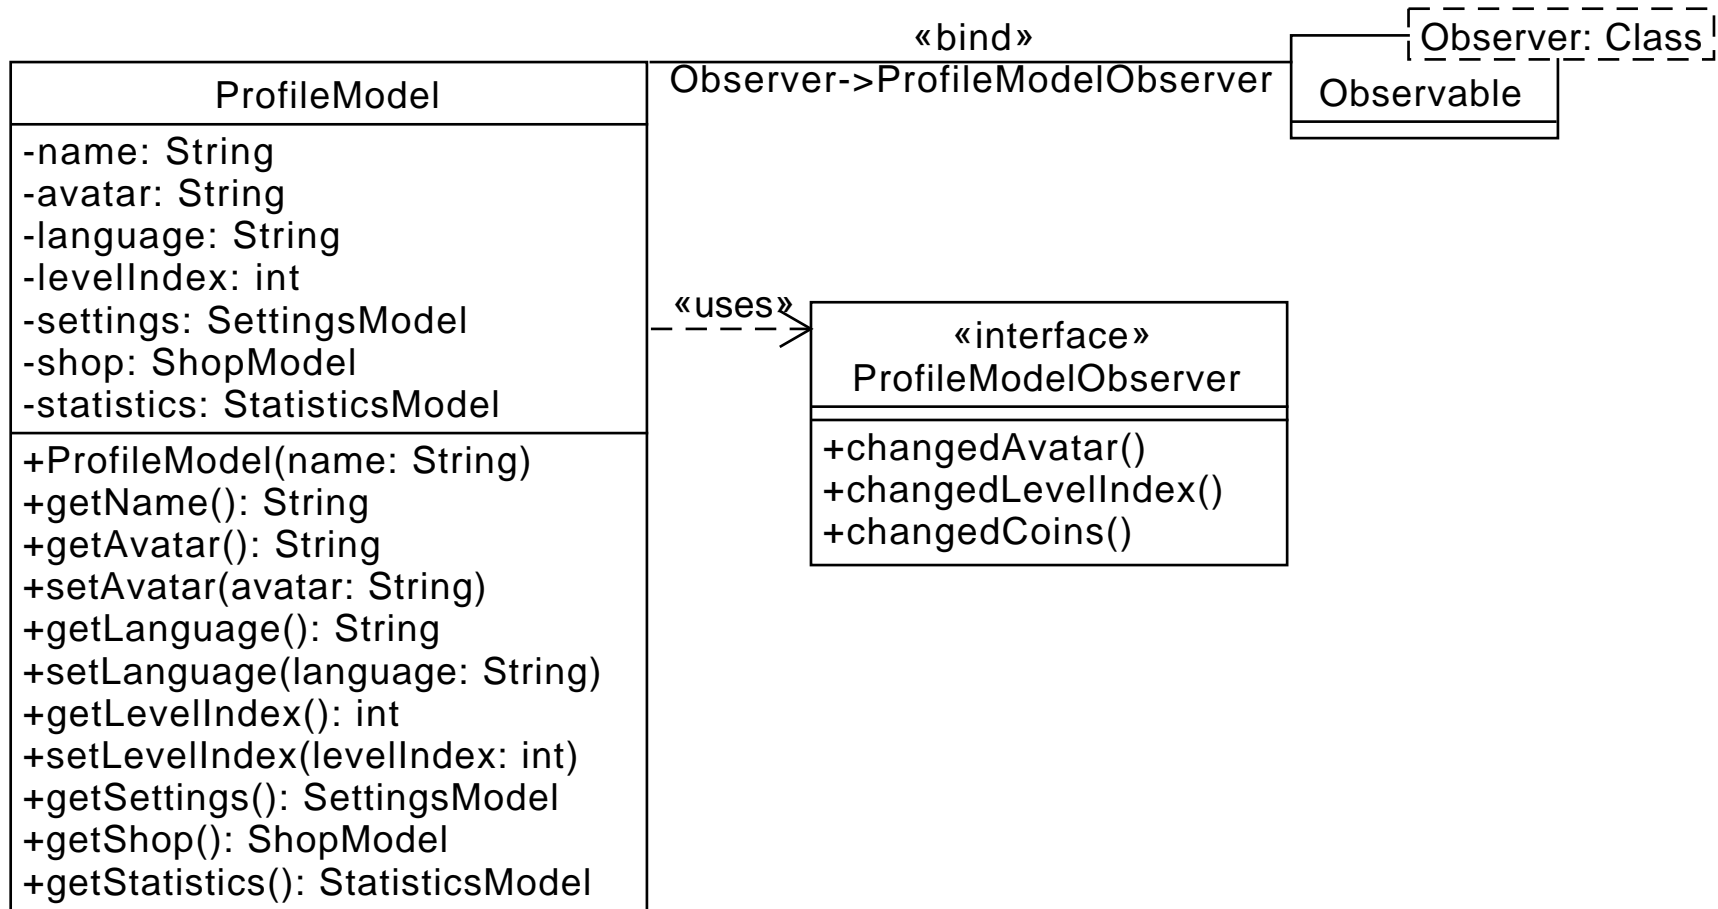 «bind»
Observer->ProfileModelObserver
Observer: Class
Observable
ProfileModel
-name: String
-avatar: String
-language: String
-levelIndex: int
-settings: SettingsModel
-shop: ShopModel
-statistics: StatisticsModel
+ProfileModel(name: String)
+getName(): String
+getAvatar(): String
+setAvatar(avatar: String)
+getLanguage(): String
+setLanguage(language: String)
+getLevelIndex(): int
+setLevelIndex(levelIndex: int)
+getSettings(): SettingsModel
+getShop(): ShopModel
+getStatistics(): StatisticsModel
«uses»
«interface»
ProfileModelObserver
+changedAvatar()
+changedLevelIndex()
+changedCoins()